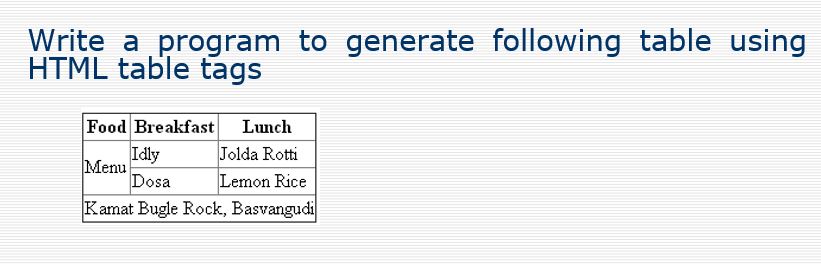 Write a program to generate following table using
HTML table tags
Food Breakfast Lunch
Menu Idly Jolda Rotti
Dosa Lemon Rice
Kamat Bugle Rock, Basvangudi